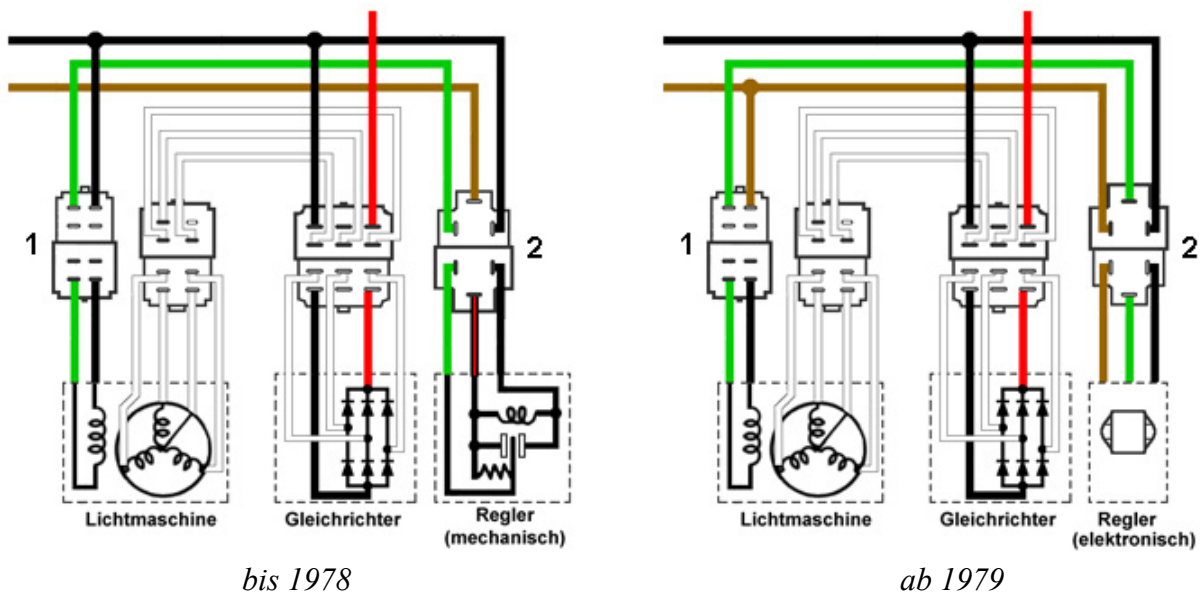 1
2
Lichtmaschine
Gleichrichter
Regler
(mechanisch)
bis 1978
1
2
Lichtmaschine
Gleichrichter
Regler
(elektronisch)
ab 1979